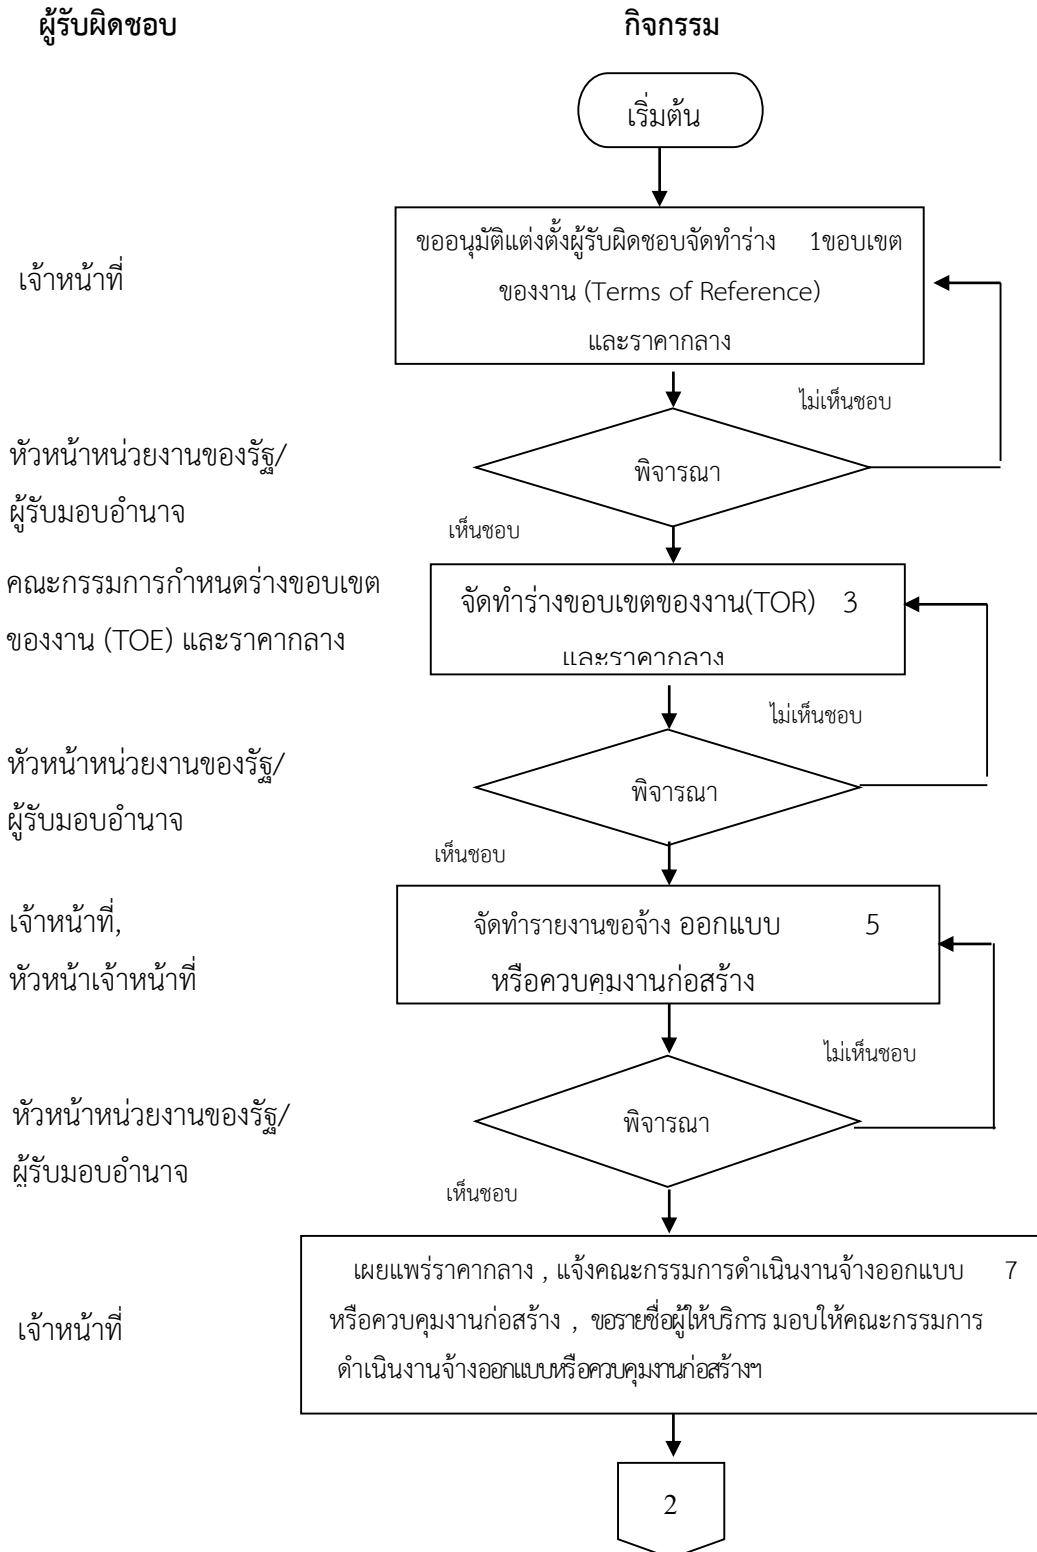 ผู้รับผิดชอบ
กิจกรรม
เริ่มต้น
ขออนุมัติแต่งตั้งผู้รับผิดชอบจัดทำร่าง 1ขอบเขต
ของงาน (Terms of Reference)
และราคากลาง
เจ้าหน้าที่
ไม่เห็นชอบ
หัวหน้าหน่วยงานของรัฐ/
ผู้รับมอบอำนาจ
พิจารณา
เห็นชอบ
คณะกรรมการกำหนดร่างขอบเขต
ของงาน (TOE) และราคากลาง
จัดทำร่างขอบเขตของงาน(TOR) 3
และราคากลาง
ไม่เห็นชอบ
หัวหน้าหน่วยงานของรัฐ/
ผู้รับมอบอำนาจ
พิจารณา
เห็นชอบ
เจ้าหน้าที่,
หัวหน้าเจ้าหน้าที่
จัดทำรายงานขอจ้าง ออกแบบ 5
หรือควบคุมงานก่อสร้าง
ไม่เห็นชอบ
หัวหน้าหน่วยงานของรัฐ/
ผู้รับมอบอำนาจ
พิจารณา
เห็นชอบ
เจ้าหน้าที่
เผยแพร่ราคากลาง , แจ้งคณะกรรมการดำเนินงานจ้างออกแบบ 7
หรือควบคุมงานก่อสร้าง , ขอรายชื่อผู้ให้บริการ มอบให้คณะกรรมการ
ดำเนินงานจ้างออกแบบหรือควบคุมงานก่อสร้างฯ
2